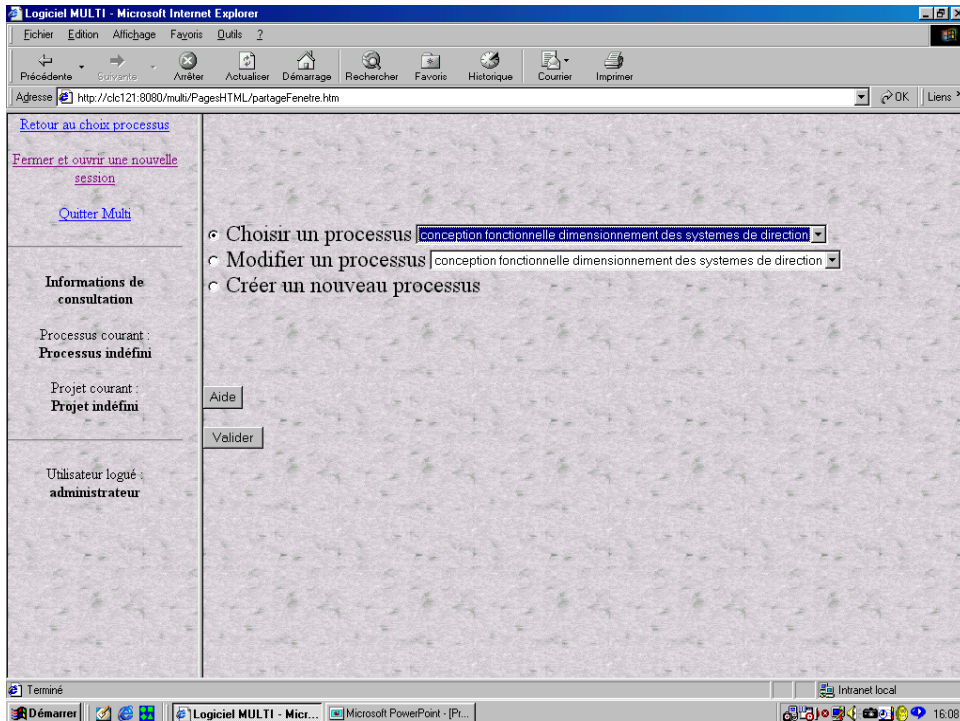 Logiciel MULTI - Microsoft Internet Explorer
Fichier Edition Affichage Favoris Outils ?
Précédente Suivante Arrêter Actualiser Démarrage Rechercher Favoris Historique Courrier Imprimer
Adresse http://clc121:8080/multi/PagesHTML/partageFenetre.htm OK Liens »
Retour au choix processus
Fermer et ouvrir une nouvelle
session
Quitter Multi
Informations de
consultation
Processus courant :
Processus indéfini
Projet courant :
Projet indéfini
Utilisateur logué :
administrateur
Choisir un processus conception fonctionnelle dimensionnement des systemes de direction
Modifier un processus conception fonctionnelle dimensionnement des systemes de direction
Créer un nouveau processus
Aide
Valider
Terminé Intranet local
Démarrer Logiciel MULTI - Micr... Microsoft PowerPoint - [Pr... 16:08